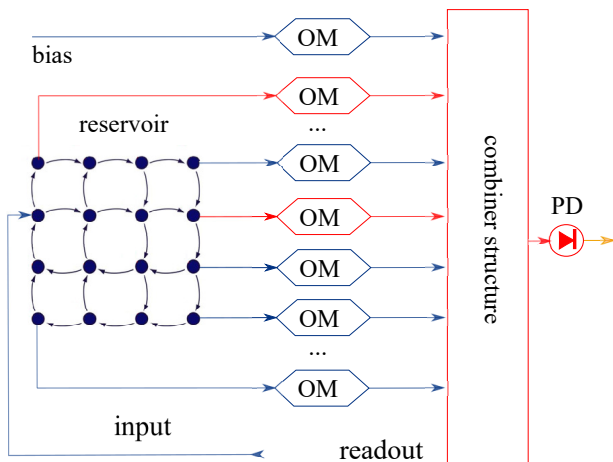 bias
OM
OM
...
reservoir
OM
OM
OM
OM
...
OM
combiner structure
PD
input
readout